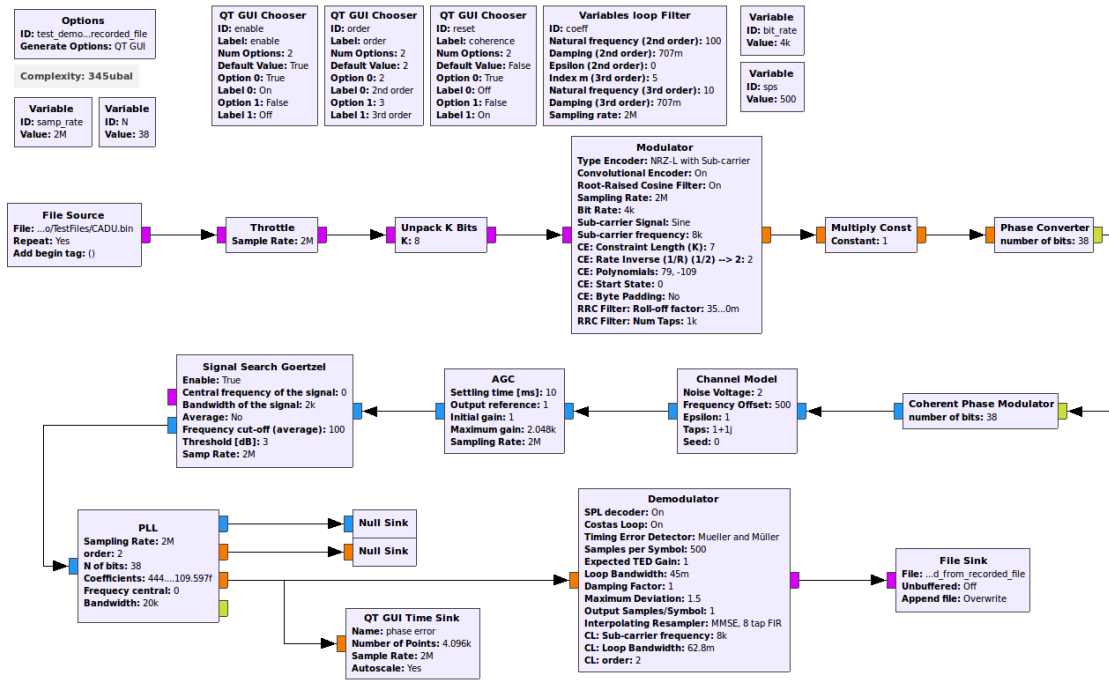 Options
ID: test_demo...recorded_file
Generate Options: QT GUI
Complexity: 345ubal
Variable
ID: samp_rate
Value: 2M
Variable
ID: N
Value: 38
QT GUI Chooser
ID: enable
Label: enable
Num Options: 2
Default Value: True
Option 0: True
Label 0: On
Option 1: False
Label 1: Off
QT GUI Chooser
ID: order
Label: order
Num Options: 2
Default Value: 2
Option 0: 2
Label 0: 2nd order
Option 1: 3
Label 1: 3rd order
QT GUI Chooser
ID: reset
Label: coherence
Num Options: 2
Default Value: False
Option 0: True
Label 0: Off
Option 1: False
Label 1: On
Variables loop Filter
ID: coeff
Natural frequency (2nd order): 100
Damping (2nd order): 707m
Epsilon (2nd order): 0
Index m (3rd order): 5
Natural frequency (3rd order): 10
Damping (3rd order): 707m
Sampling rate: 2M
Variable
ID: bit_rate
Value: 4k
Variable
ID: sps
Value: 500
File Source
File: ...o/TestFiles/CADU.bin
Repeat: Yes
Add begin tag: ()
Throttle
Sample Rate: 2M
Unpack K Bits
K: 8
Modulator
Type Encoder: NRZ-L with Sub-carrier
Convolutional Encoder: On
Root-Raised Cosine Filter: On
Sampling Rate: 2M
Bit Rate: 4k
Sub-carrier Signal: Sine
Sub-carrier frequency: 8k
CE: Constraint Length (K): 7
CE: Rate Inverse (1/R) (1/2) --> 2: 2
CE: Polynomials: 79, -109
CE: Start State: 0
CE: Byte Padding: No
RRC Filter: Roll-off factor: 35...0m
RRC Filter: Num Taps: 1k
Multiply Const
Constant: 1
Phase Converter
number of bits: 38
Signal Search Goertzel
Enable: True
Central frequency of the signal: 0
Bandwidth of the signal: 2k
Average: No
Frequency cut-off (average): 100
Threshold [dB]: 3
Samp Rate: 2M
AGC
Settling time [ms]: 10
Output reference: 1
Initial gain: 1
Maximum gain: 2.048k
Sampling Rate: 2M
Channel Model
Noise Voltage: 2
Frequency Offset: 500
Epsilon: 1
Taps: 1+1j
Seed: 0
Coherent Phase Modulator
number of bits: 38
PLL
Sampling Rate: 2M
order: 2
N of bits: 38
Coefficients: 444....109.597f
Frequecy central: 0
Bandwidth: 20k
Null Sink
Null Sink
QT GUI Time Sink
Name: phase error
Number of Points: 4.096k
Sample Rate: 2M
Autoscale: Yes
Demodulator
SPL decoder: On
Costas Loop: On
Timing Error Detector: Mueller and Müller
Samples per Symbol: 500
Expected TED Gain: 1
Loop Bandwidth: 45m
Damping Factor: 1
Maximum Deviation: 1.5
Output Samples/Symbol: 1
Interpolating Resampler: MMSE, 8 tap FIR
CL: Sub-carrier frequency: 8k
CL: Loop Bandwidth: 62.8m
CL: order: 2
File Sink
File: ...d_from_recorded_file
Unbuffered: Off
Append file: Overwrite